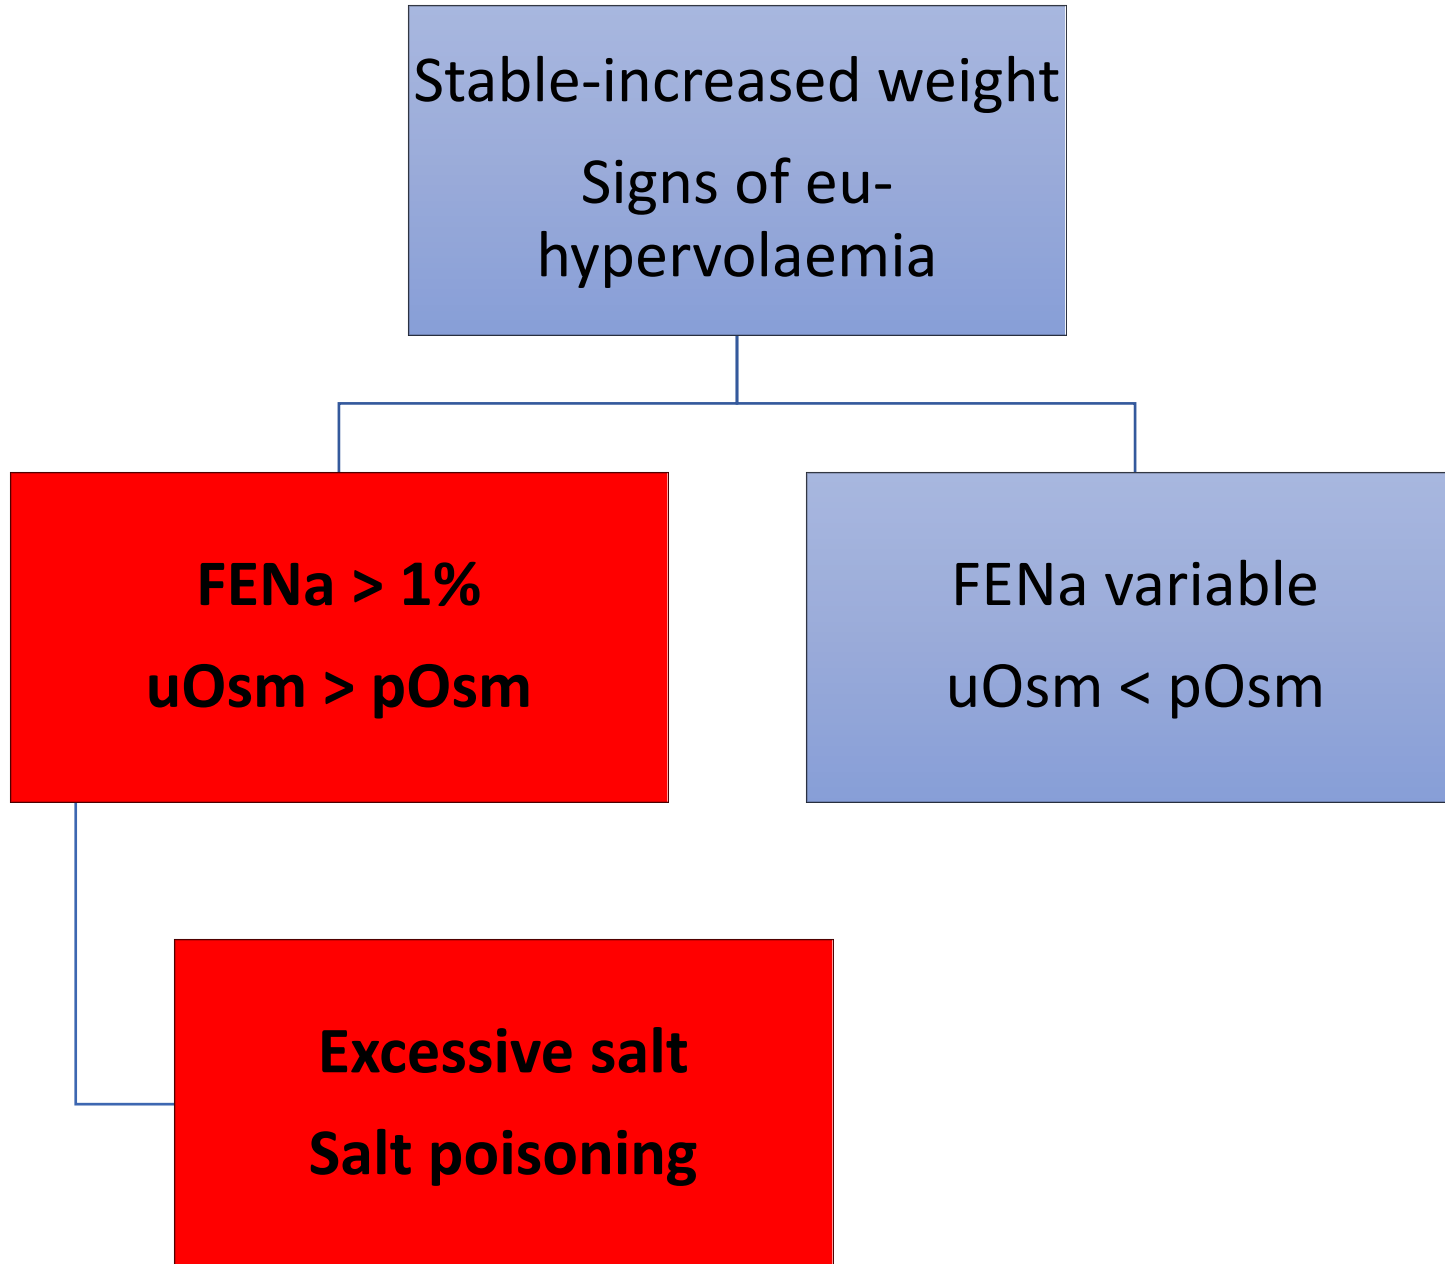 Stable-increased weight
Signs of eu-
hypervolaemia
FENa > 1%
uOsm > pOsm
FENa variable
uOsm < pOsm
Excessive salt
Salt poisoning